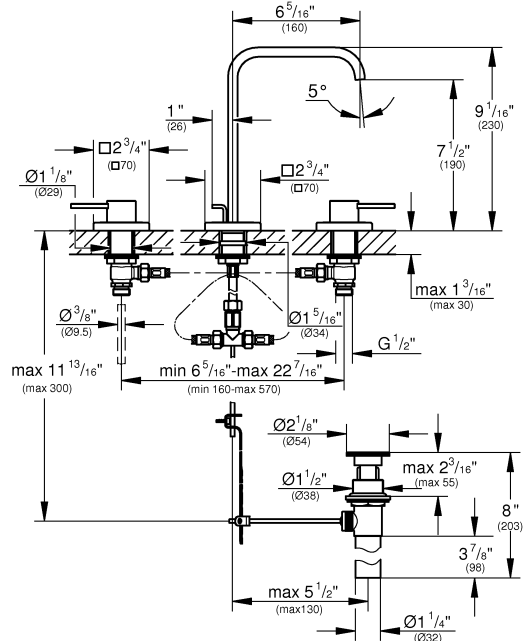 6 5/16"
(160)
5°
1"
(26)
9 1/16"
(230)
7 1/2"
(190)
□2 3/4"
(□70)
□2 3/4"
(□70)
Ø1 1/8"
(Ø29)
max 1 3/16"
(max 30)
Ø3/8"
(Ø9.5)
Ø1 5/16"
(Ø34)
G 1/2"
max 11 13/16"
(max 300)
min 6 5/16"-max 22 7/16"
(min 160-max 570)
Ø2 1/8"
(Ø54)
max 2 3/16"
(max 55)
Ø1 1/2"
(Ø38)
8"
(203)
3 7/8"
(98)
max 5 1/2"
(max130)
Ø1 1/4"
(Ø32)